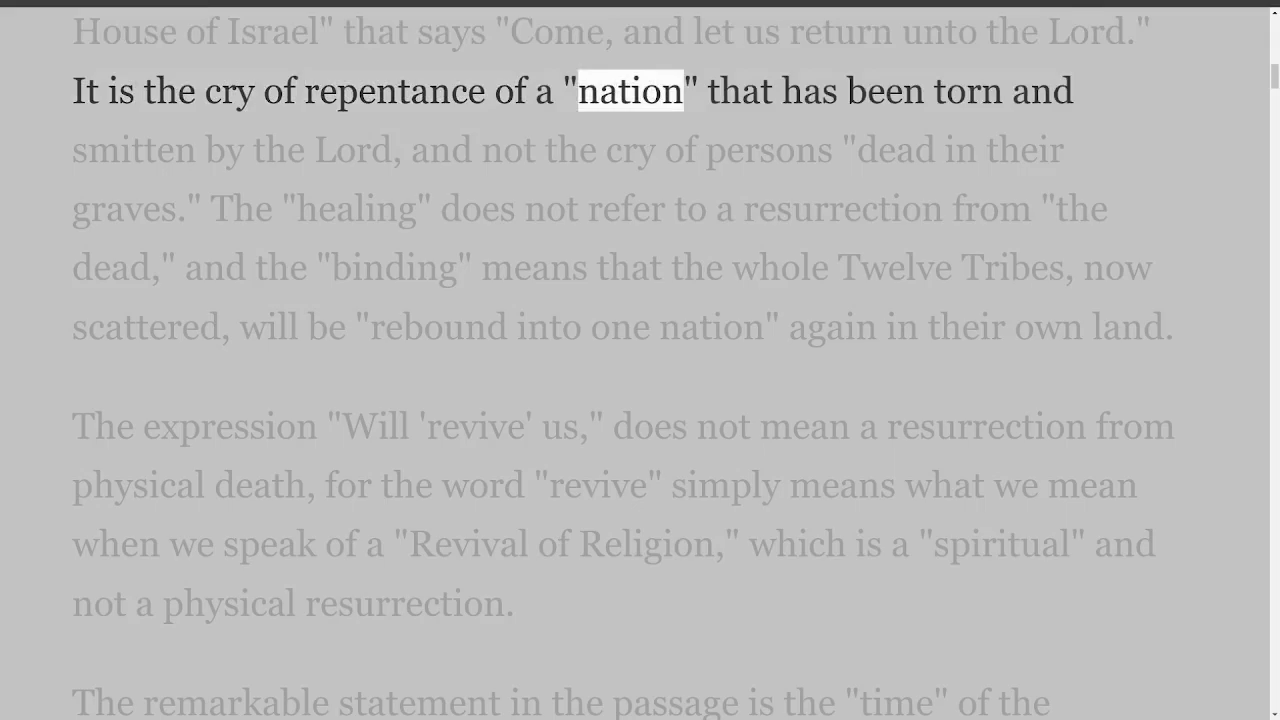 House of Israel" that says "Come, and let us return unto the Lord."
It is the cry of repentance of a "nation" that has been torn and
smitten by the Lord, and not the cry of persons "dead in their
graves." The "healing" does not refer to a resurrection from "the
dead," and the "binding" means that the whole Twelve Tribes, now
scattered, will be "rebound into one nation" again in their own land.
The expression "Will 'revive' us," does not mean a resurrection from
physical death, for the word "revive" simply means what we mean
when we speak of a "Revival of Religion," which is a "spiritual" and
not a physical resurrection.
The remarkable statement in the passage is the "time" of the